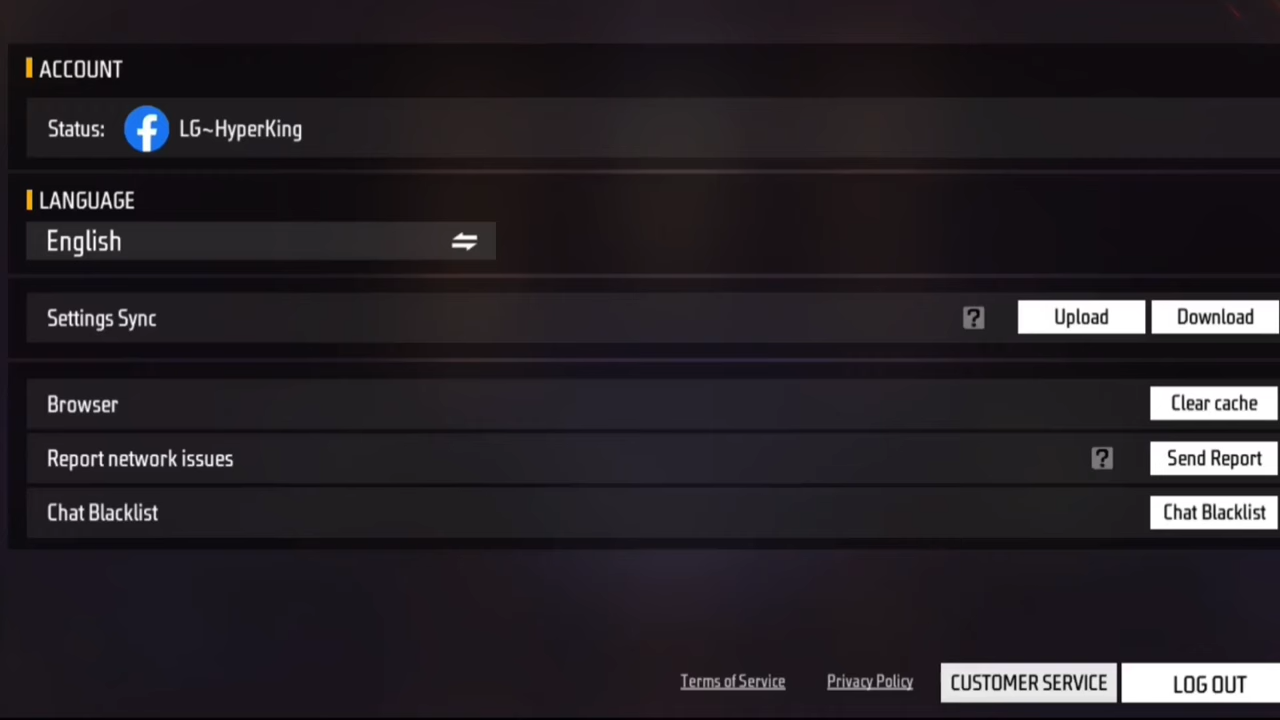 ACCOUNT
Status: LG~HyperKing
LANGUAGE
English
Settings Sync ? Upload Download
Browser Clear cache
Report network issues ? Send Report
Chat Blacklist Chat Blacklist
Terms of Service Privacy Policy CUSTOMER SERVICE LOG OUT